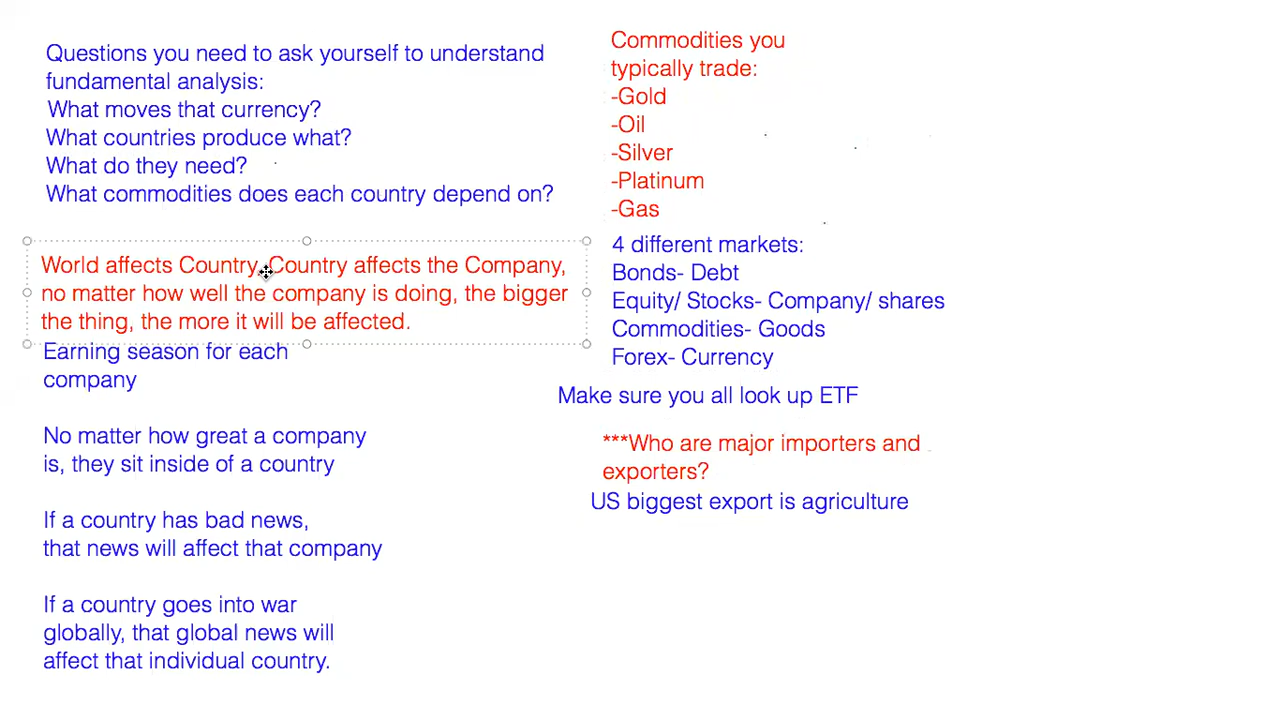 Questions you need to ask yourself to understand
fundamental analysis:
What moves that currency?
What countries produce what?
What do they need?
What commodities does each country depend on?
World affects Country, Country affects the Company,
no matter how well the company is doing, the bigger
the thing, the more it will be affected.
Earning season for each
company
No matter how great a company
is, they sit inside of a country
If a country has bad news,
that news will affect that company
If a country goes into war
globally, that global news will
affect that individual country.
Commodities you
typically trade:
-Gold
-Oil
-Silver
-Platinum
-Gas
4 different markets:
Bonds- Debt
Equity/ Stocks- Company/ shares
Commodities- Goods
Forex- Currency
Make sure you all look up ETF
***Who are major importers and
exporters?
US biggest export is agriculture